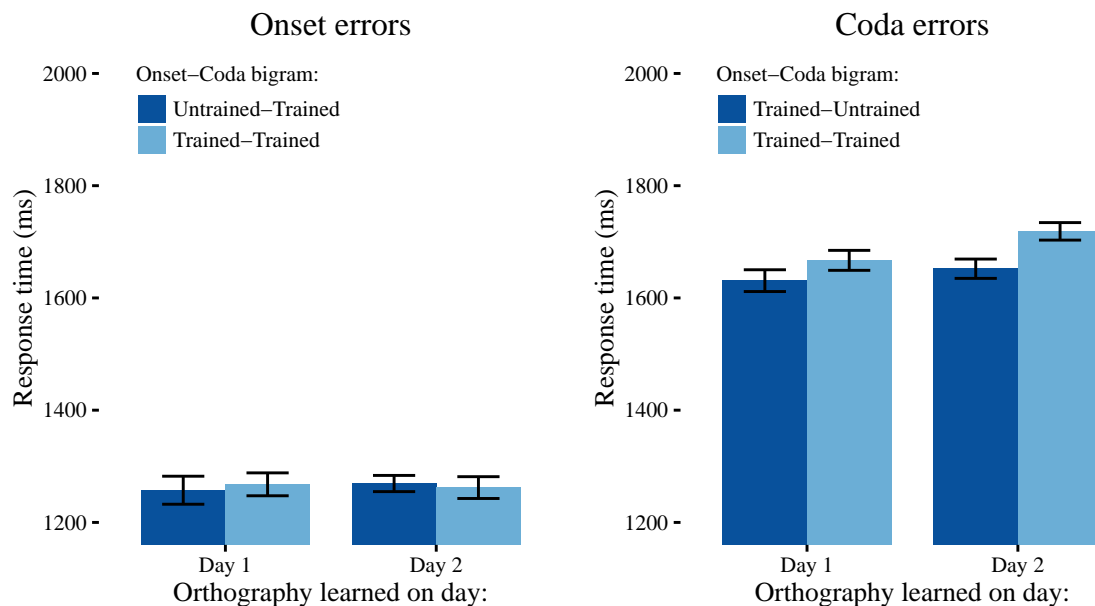 Onset errors
Response time (ms)
2000
1800
1600
1400
1200
Onset−Coda bigram:
Untrained−Trained
Trained−Trained
Day 1
Day 2
Orthography learned on day:
Coda errors
Response time (ms)
2000
1800
1600
1400
1200
Onset−Coda bigram:
Trained−Untrained
Trained−Trained
Day 1
Day 2
Orthography learned on day: